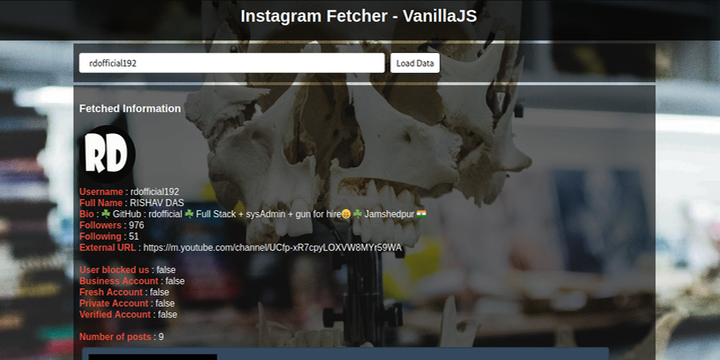 Instagram Fetcher - VanillaJS
rdofficial192 Load Data
Fetched Information
RD
Username : rdofficial192
Full Name : RISHAV DAS
Bio : ☘️ GitHub : rdofficial ☘️ Full Stack + sysAdmin + gun for hire😊☘️ Jamshedpur 🇮🇳
Followers : 976
Following : 51
External URL : https://m.youtube.com/channel/UCfp-xR7cpyLOXVW8MYr59WA
User blocked us : false
Business Account : false
Fresh Account : false
Private Account : false
Verified Account : false
Number of posts : 9